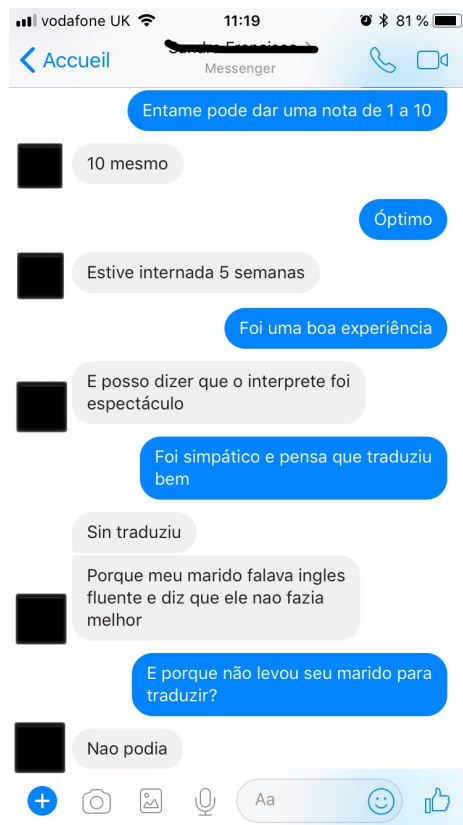 vodafone UK
11:19
81 %
Accueil
Messenger
Entame pode dar uma nota de 1 a 10
10 mesmo
Óptimo
Estive internada 5 semanas
Foi uma boa experiência
E posso dizer que o interprete foi
espectáculo
Foi simpático e pensa que traduziu
bem
Sin traduziu
Porque meu marido falava ingles
fluente e diz que ele nao fazia
melhor
E porque não levou seu marido para
traduzir?
Nao podia
Aa